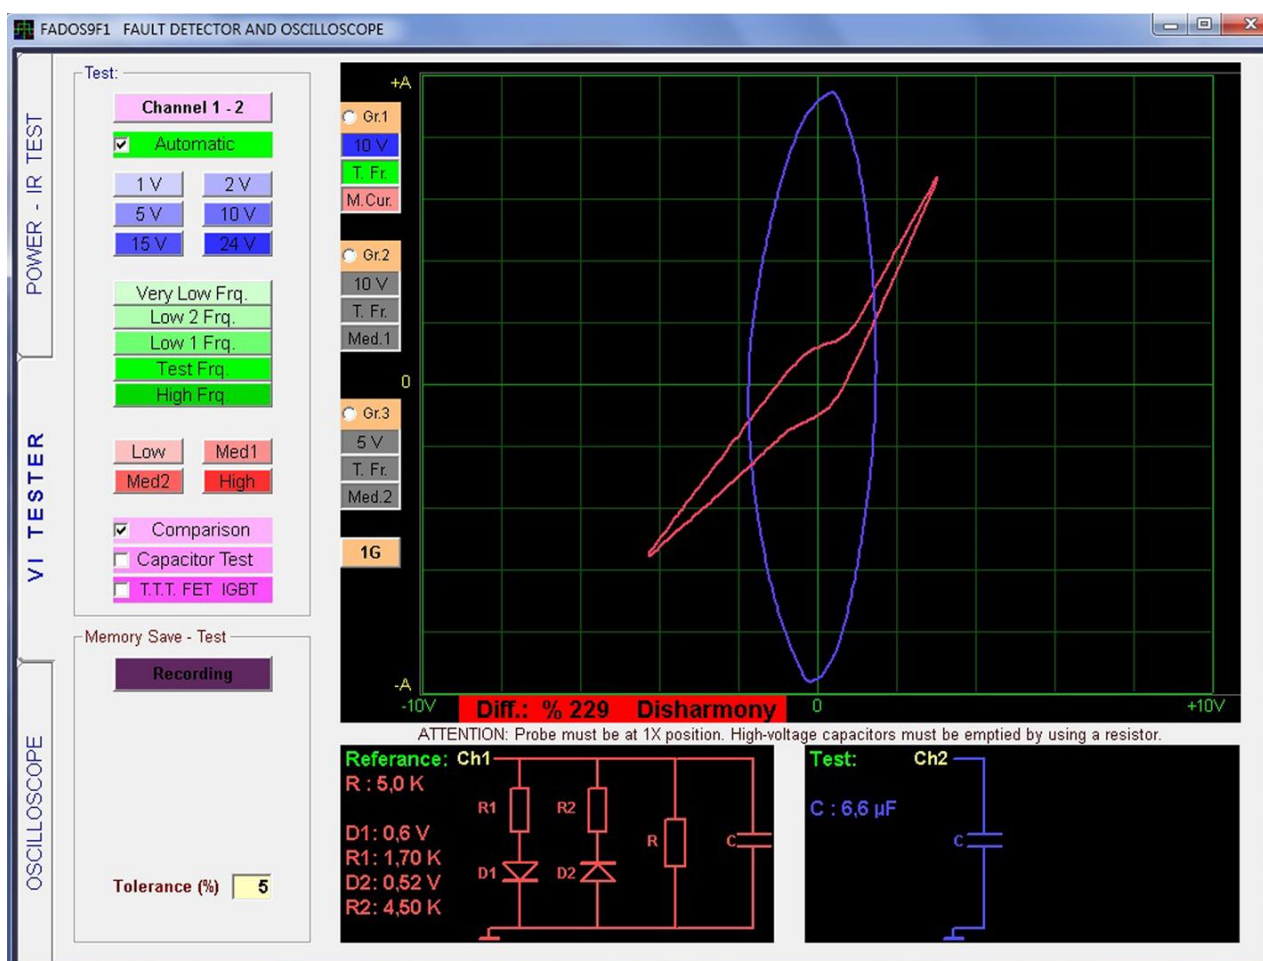 FADOS9F1 FAULT DETECTOR AND OSCILLOSCOPE
POWER - IR TEST
VI TESTER
OSCILLOSCOPE
Test:
Channel 1 - 2
Automatic
1 V 2 V
5 V 10 V
15 V 24 V
Very Low Frq.
Low 2 Frq.
Low 1 Frq.
Test Frq.
High Frq.
Low Med1
Med2 High
Comparison
Capacitor Test
T.T.T. FET IGBT
Memory Save - Test
Recording
Tolerance (%) 5
+A
Gr.1
10 V
T. Fr.
M.Cur.
Gr.2
10 V
T. Fr.
Med.1
0
Gr.3
5 V
T. Fr.
Med.2
1G
-A
-10V 0 +10V
Diff.: % 229 Disharmony
ATTENTION: Probe must be at 1X position. High-voltage capacitors must be emptied by using a resistor.
Referance: Ch1
R : 5,0 K
D1: 0,6 V
R1: 1,70 K
D2: 0,52 V
R2: 4,50 K
R1 R2
R C
D1 D2
Test: Ch2
C : 6,6 µF
C